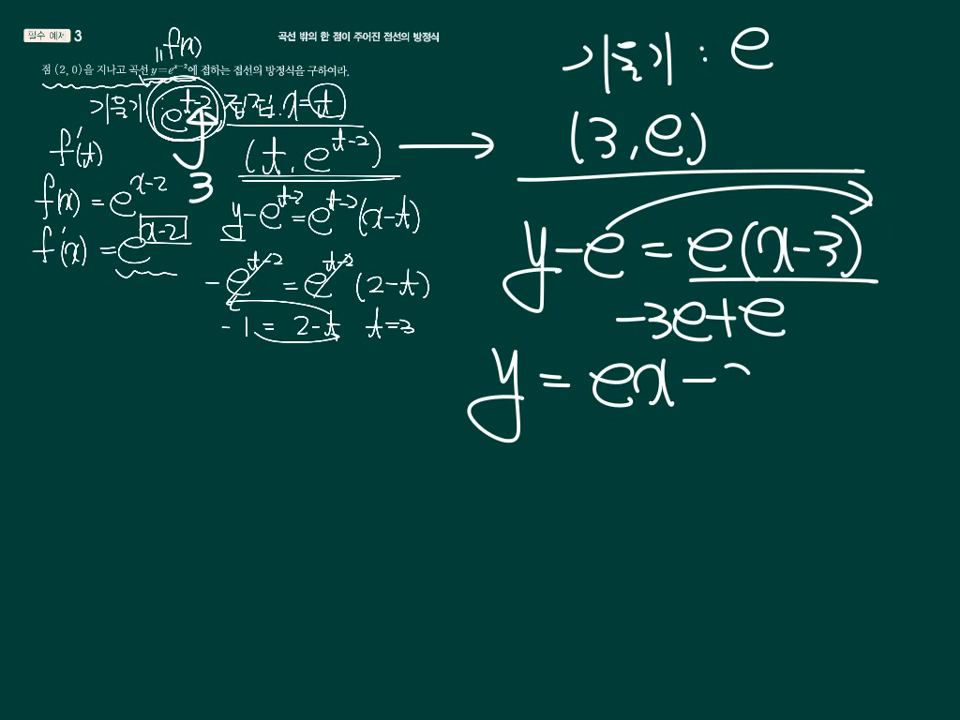 필수 예제 3 곡선 밖의 한 점이 주어진 접선의 방정식
"f(x)
점 (2, 0)을 지나고 곡선 y=e^{x-2}에 접하는 접선의 방정식을 구하여라.
기울기 : e^{t-2} 접점. x=t
f'(t)
(t, e^{t-2}) →
3
f(x) = e^{x-2}
y-e^{t-2}=e^{t-2}(x-t)
f'(x) = e^{x-2}
-e^{t-2} = e^{t-2}(2-t)
-1 = 2-t t=3
기울기 : e
(3, e)
y-e = e(x-3)
-3e+e
y = ex-